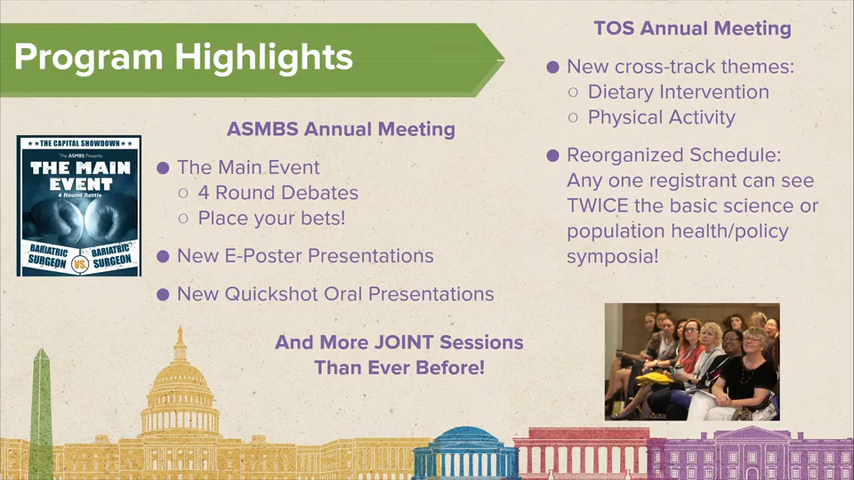 Program Highlights
ASMBS Annual Meeting
THE CAPITAL SHOWDOWN
The ASMBS Presents
THE MAIN
EVENT
4 Round Battle
BARIATRIC
SURGEON
VS.
BARIATRIC
SURGEON
● The Main Event
○ 4 Round Debates
○ Place your bets!
● New E-Poster Presentations
● New Quickshot Oral Presentations
And More JOINT Sessions
Than Ever Before!
TOS Annual Meeting
● New cross-track themes:
○ Dietary Intervention
○ Physical Activity
● Reorganized Schedule:
Any one registrant can see
TWICE the basic science or
population health/policy
symposia!